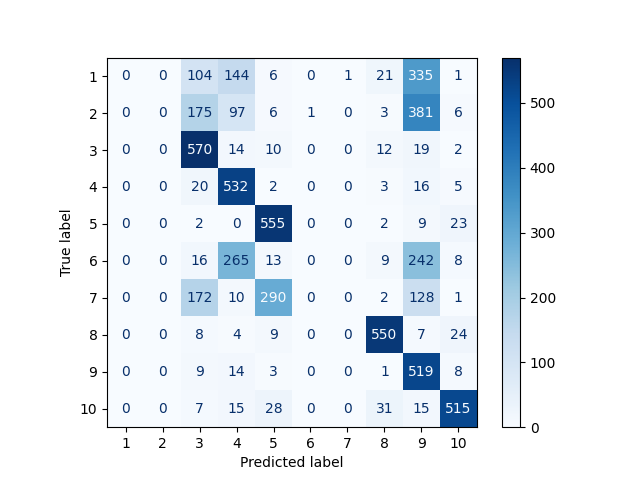 1 0 0 104 144 6 0 1 21 335 1
2 0 0 175 97 6 1 0 3 381 6
3 0 0 570 14 10 0 0 12 19 2
4 0 0 20 532 2 0 0 3 16 5
5 0 0 2 0 555 0 0 2 9 23
6 0 0 16 265 13 0 0 9 242 8
7 0 0 172 10 290 0 0 2 128 1
8 0 0 8 4 9 0 0 550 7 24
9 0 0 9 14 3 0 0 1 519 8
10 0 0 7 15 28 0 0 31 15 515
1 2 3 4 5 6 7 8 9 10
Predicted label
True label
500
400
300
200
100
0